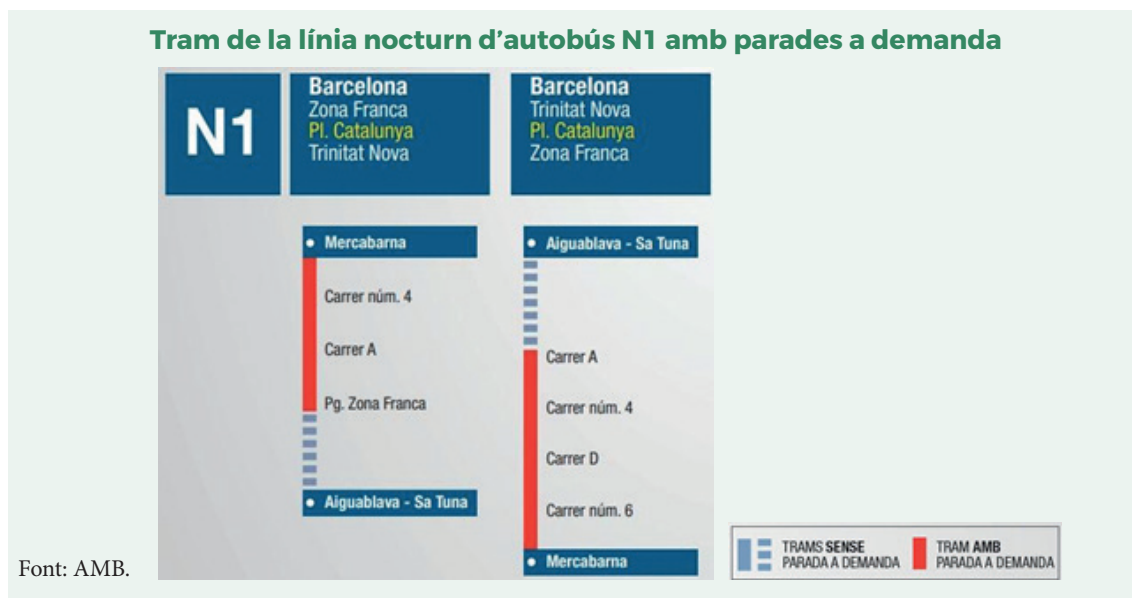 Tram de la línia nocturn d'autobús N1 amb parades a demanda
N1
Barcelona
Zona Franca
Pl. Catalunya
Trinitat Nova
Barcelona
Trinitat Nova
Pl. Catalunya
Zona Franca
Mercabarna
Carrer núm. 4
Carrer A
Pg. Zona Franca
Aiguablava - Sa Tuna
Aiguablava - Sa Tuna
Carrer A
Carrer núm. 4
Carrer D
Carrer núm. 6
Mercabarna
TRAMS SENSE
PARADA A DEMANDA
TRAM AMB
PARADA A DEMANDA
Font: AMB.